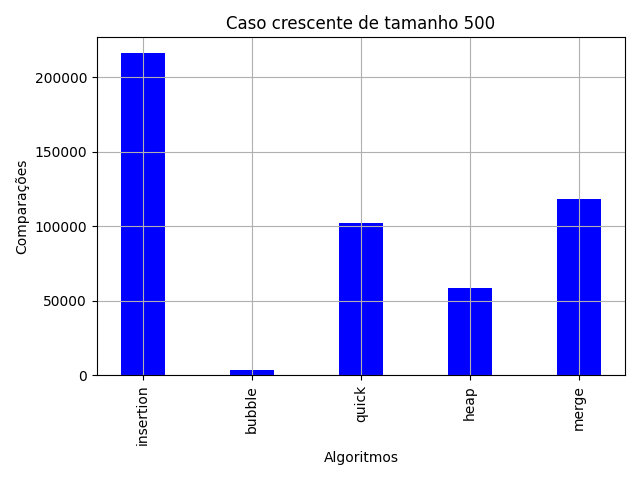 Caso crescente de tamanho 500
200000
150000
100000
50000
0
Comparações
insertion
bubble
quick
heap
merge
Algoritmos